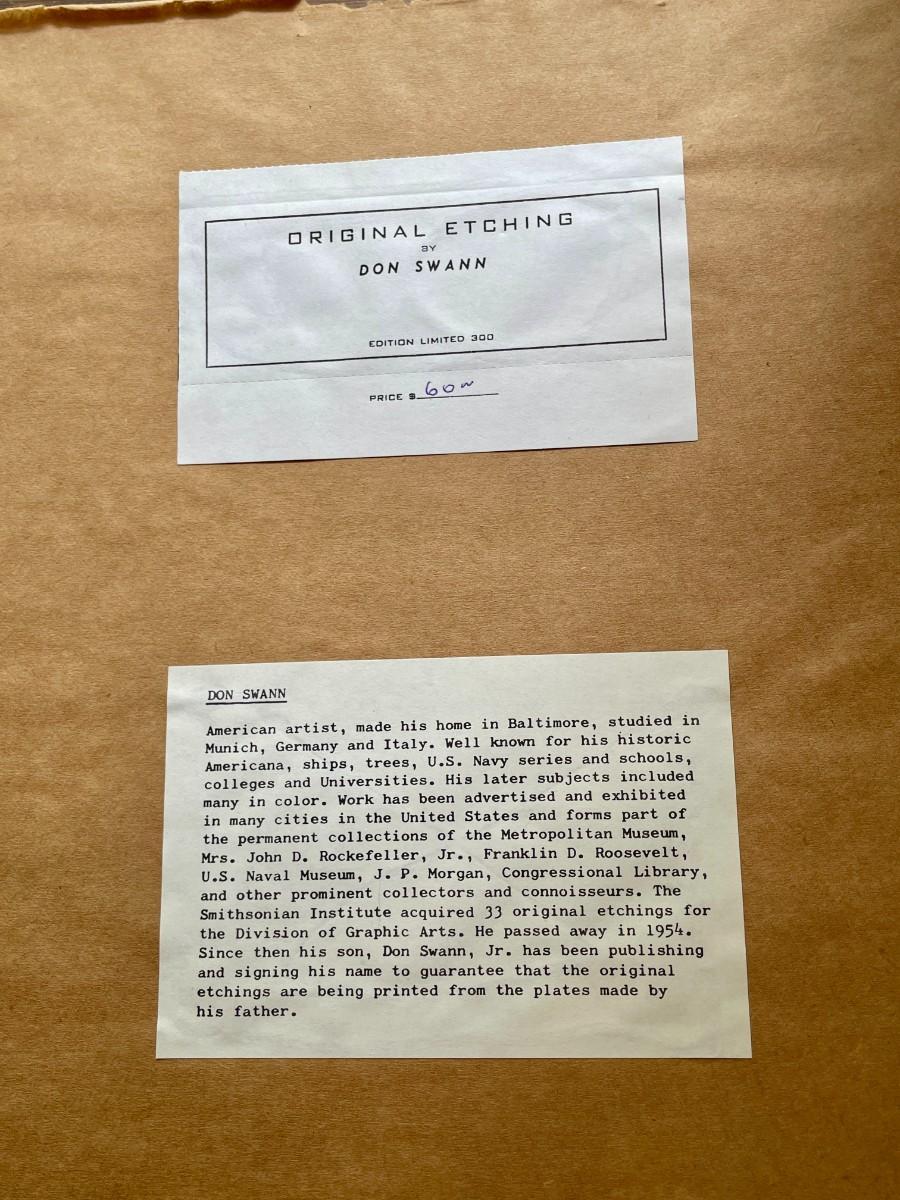 ORIGINAL ETCHING
BY
DON SWANN
EDITION LIMITED 300
PRICE $ 60
DON SWANN
American artist, made his home in Baltimore, studied in
Munich, Germany and Italy. Well known for his historic
Americana, ships, trees, U.S. Navy series and schools,
colleges and Universities. His later subjects included
many in color. Work has been advertised and exhibited
in many cities in the United States and forms part of
the permanent collections of the Metropolitan Museum,
Mrs. John D. Rockefeller, Jr., Franklin D. Roosevelt,
U.S. Naval Museum, J. P. Morgan, Congressional Library,
and other prominent collectors and connoisseurs. The
Smithsonian Institute acquired 33 original etchings for
the Division of Graphic Arts. He passed away in 1954.
Since then his son, Don Swann, Jr. has been publishing
and signing his name to guarantee that the original
etchings are being printed from the plates made by
his father.